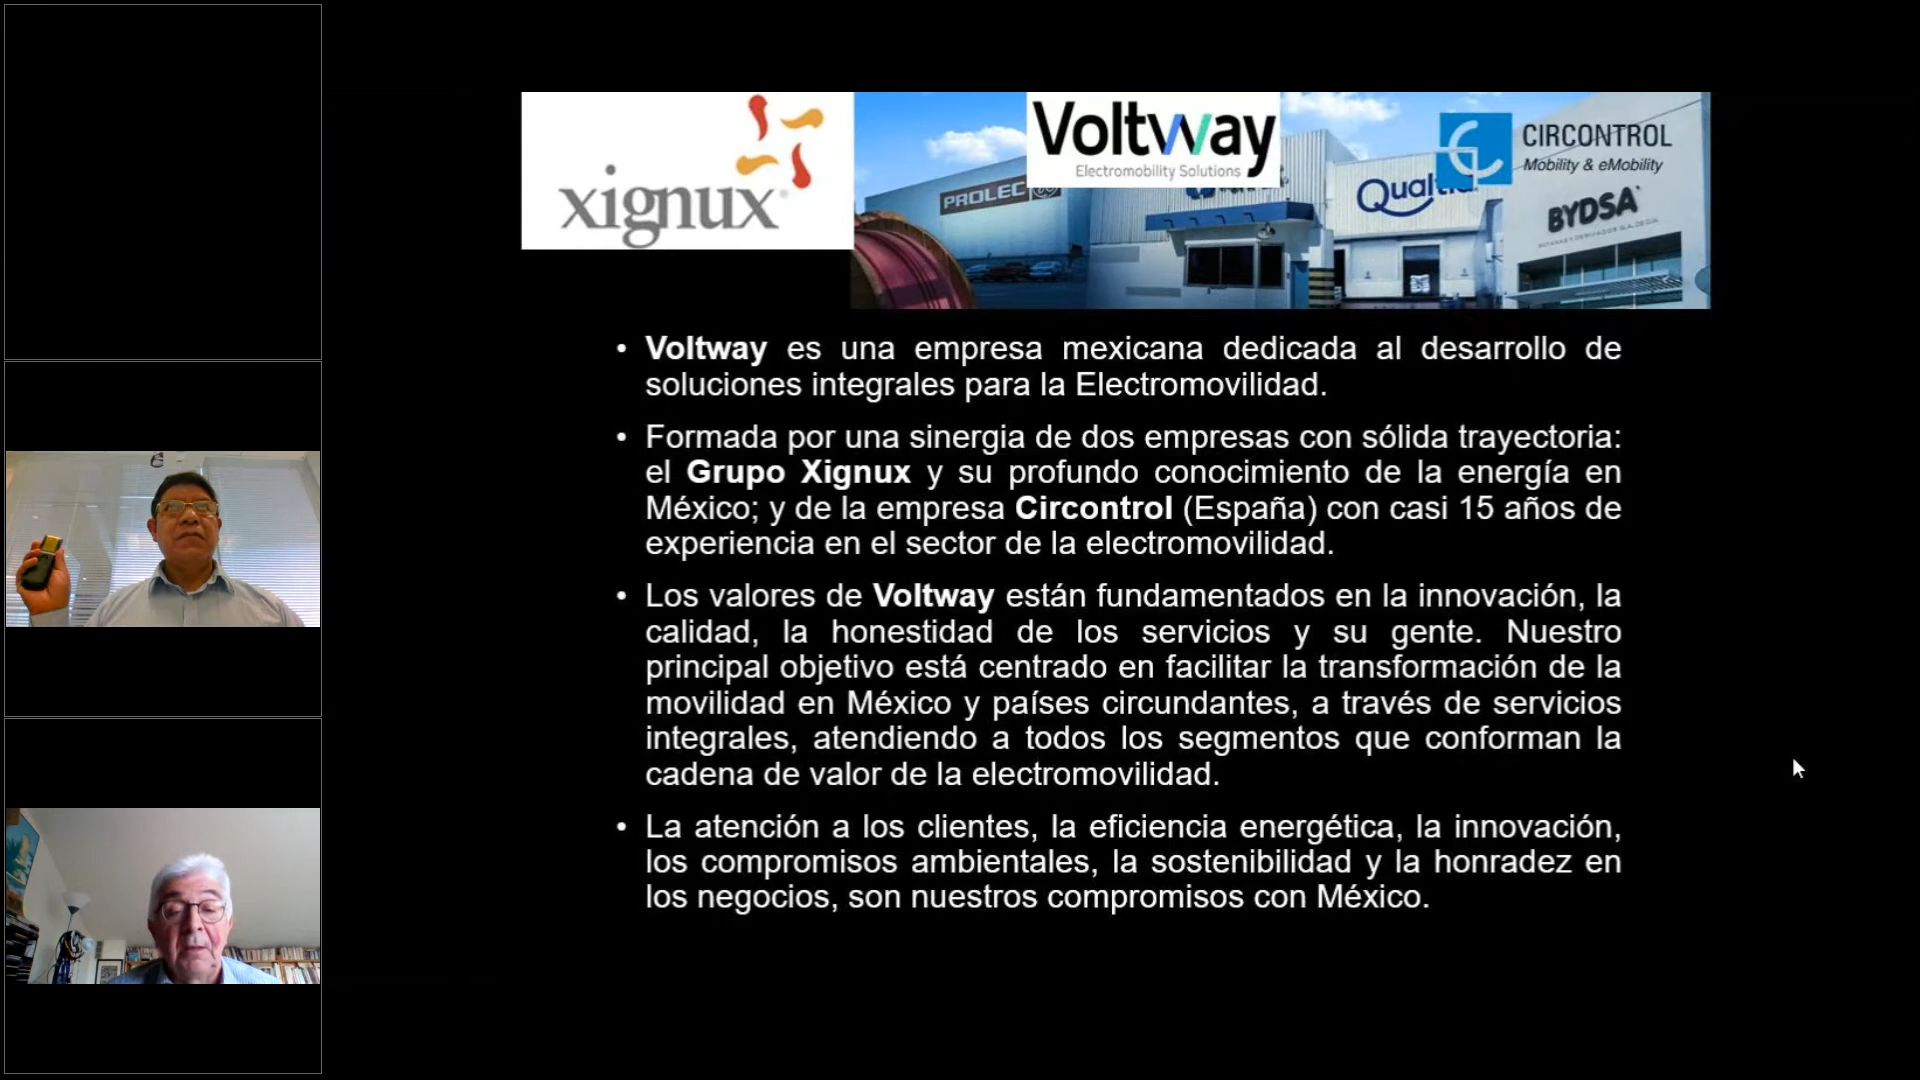 xignux
Voltway
Electromobility Solutions
CIRCONTROL
Mobility & eMobility
PROLEC
Qualtia
BYDSA
• Voltway es una empresa mexicana dedicada al desarrollo de
soluciones integrales para la Electromovilidad.
• Formada por una sinergia de dos empresas con sólida trayectoria:
el Grupo Xignux y su profundo conocimiento de la energía en
México; y de la empresa Circontrol (España) con casi 15 años de
experiencia en el sector de la electromovilidad.
• Los valores de Voltway están fundamentados en la innovación, la
calidad, la honestidad de los servicios y su gente. Nuestro
principal objetivo está centrado en facilitar la transformación de la
movilidad en México y países circundantes, a través de servicios
integrales, atendiendo a todos los segmentos que conforman la
cadena de valor de la electromovilidad.
• La atención a los clientes, la eficiencia energética, la innovación,
los compromisos ambientales, la sostenibilidad y la honradez en
los negocios, son nuestros compromisos con México.